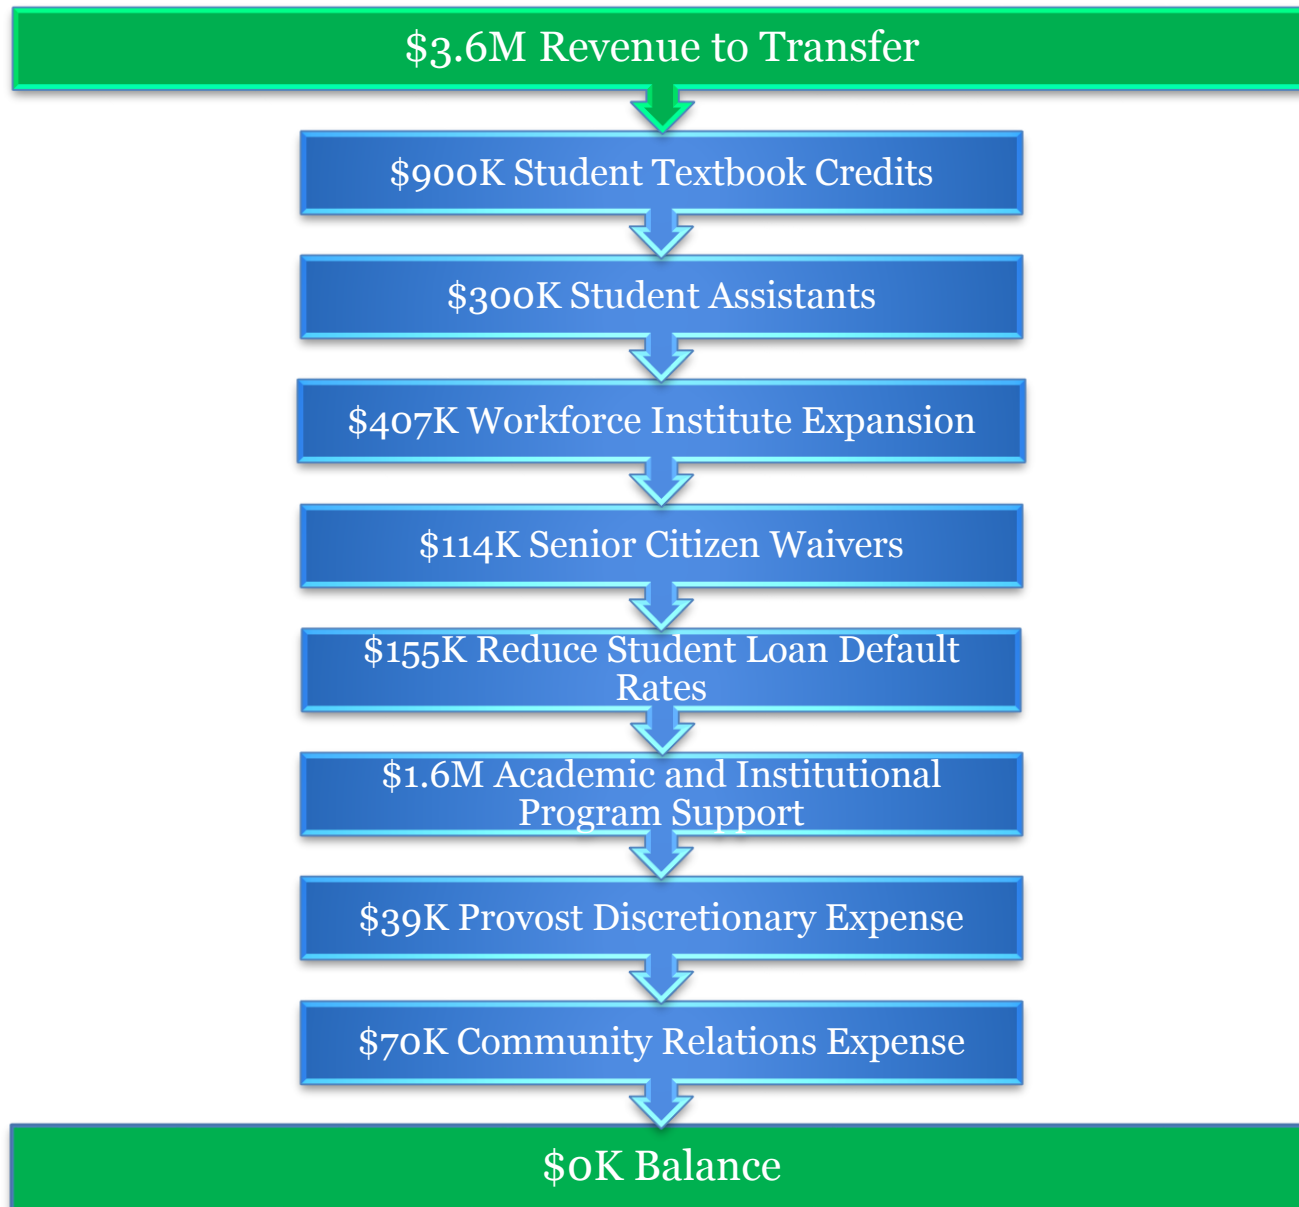 $3.6M Revenue to Transfer
$900K Student Textbook Credits
$300K Student Assistants
$407K Workforce Institute Expansion
$114K Senior Citizen Waivers
$155K Reduce Student Loan Default
Rates
$1.6M Academic and Institutional
Program Support
$39K Provost Discretionary Expense
$70K Community Relations Expense
$0K Balance